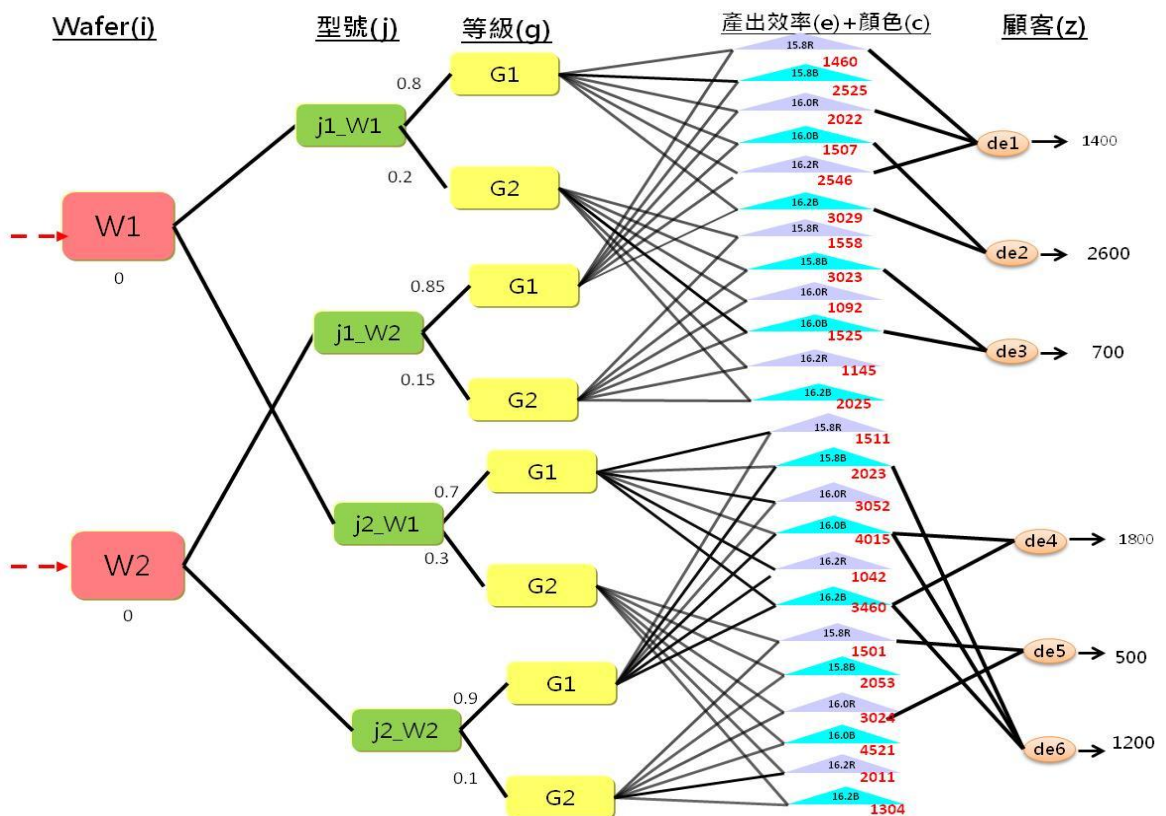 Wafer(i)
型號(j)
等級(g)
產出效率(e)+顏色(c)
顧客(z)
W1
0
W2
0
j1_W1
j1_W2
j2_W1
j2_W2
0.8
G1
0.2
G2
0.85
G1
0.15
G2
0.7
G1
0.3
G2
0.9
G1
0.1
G2
15.8R
1460
15.8B
2525
16.0R
2022
16.0B
1507
16.2R
2546
16.2B
3029
15.8R
1558
15.8B
3023
16.0R
1092
16.0B
1525
16.2R
1145
16.2B
2025
15.8R
1511
15.8B
2023
16.0R
3052
16.0B
4015
16.2R
1042
16.2B
3460
15.8R
1501
15.8B
2053
16.0R
3024
16.0B
4521
16.2R
2011
16.2B
1304
de1
1400
de2
2600
de3
700
de4
1800
de5
500
de6
1200